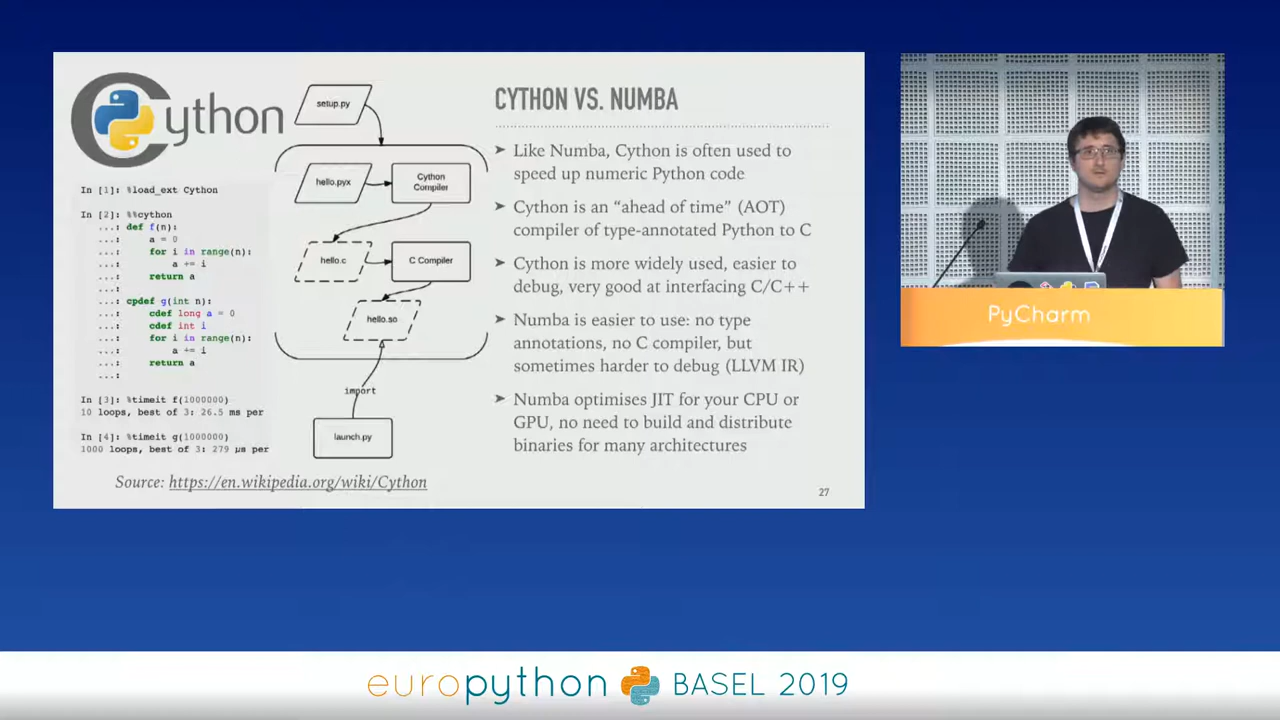 Cython
In [1]: %load_ext Cython
In [2]: %%cython
...: def f(n):
...:     a = 0
...:     for i in range(n):
...:         a += i
...:     return a
...:
...: cpdef g(int n):
...:     cdef long a = 0
...:     cdef int i
...:     for i in range(n):
...:         a += i
...:     return a
...:
In [3]: %timeit f(1000000)
10 loops, best of 3: 26.5 ms per
In [4]: %timeit g(1000000)
1000 loops, best of 3: 279 µs per
setup.py
hello.pyx
Cython
Compiler
hello.c
C Compiler
hello.so
import
launch.py
Source: https://en.wikipedia.org/wiki/Cython
CYTHON VS. NUMBA
➤ Like Numba, Cython is often used to
speed up numeric Python code
➤ Cython is an “ahead of time” (AOT)
compiler of type-annotated Python to C
➤ Cython is more widely used, easier to
debug, very good at interfacing C/C++
➤ Numba is easier to use: no type
annotations, no C compiler, but
sometimes harder to debug (LLVM IR)
➤ Numba optimises JIT for your CPU or
GPU, no need to build and distribute
binaries for many architectures
27
PyCharm
europython BASEL 2019